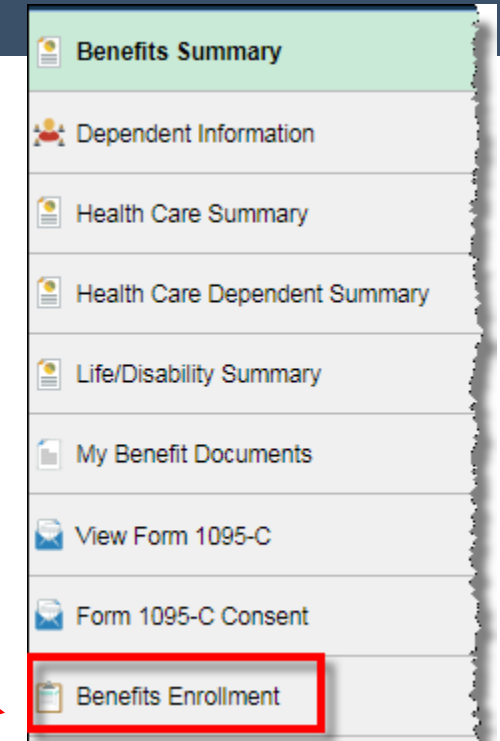 Benefits Summary
Dependent Information
Health Care Summary
Health Care Dependent Summary
Life/Disability Summary
My Benefit Documents
View Form 1095-C
Form 1095-C Consent
Benefits Enrollment